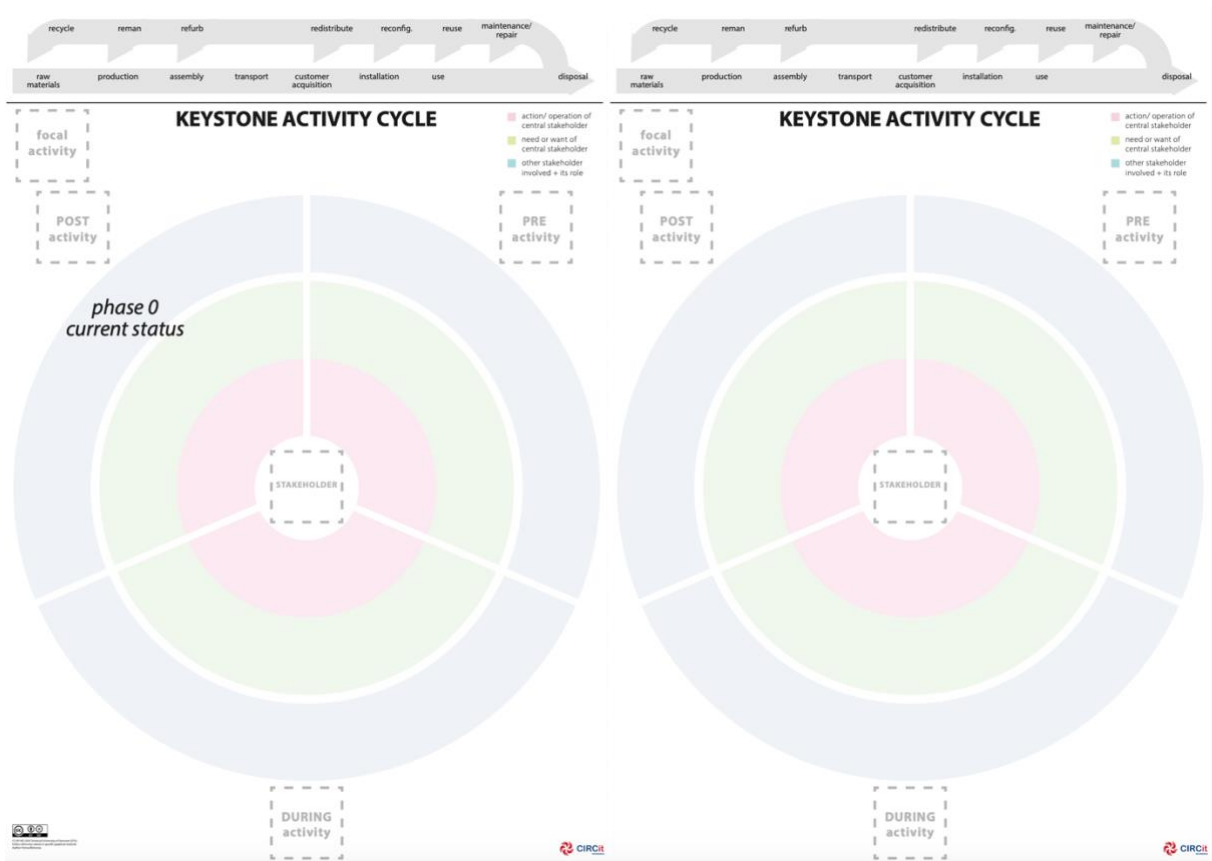 recycle reman refurb redistribute reconfig. reuse maintenance/
repair
raw
materials
production assembly transport customer
acquisition
installation use disposal
KEYSTONE ACTIVITY CYCLE
action/ operation of
central stakeholder
need or want of
central stakeholder
other stakeholder
involved + its role
focal
activity
POST
activity
PRE
activity
phase 0
current status
STAKEHOLDER
DURING
activity
CIRCit
recycle reman refurb redistribute reconfig. reuse maintenance/
repair
raw
materials
production assembly transport customer
acquisition
installation use disposal
KEYSTONE ACTIVITY CYCLE
action/ operation of
central stakeholder
need or want of
central stakeholder
other stakeholder
involved + its role
focal
activity
POST
activity
PRE
activity
STAKEHOLDER
DURING
activity
CIRCit